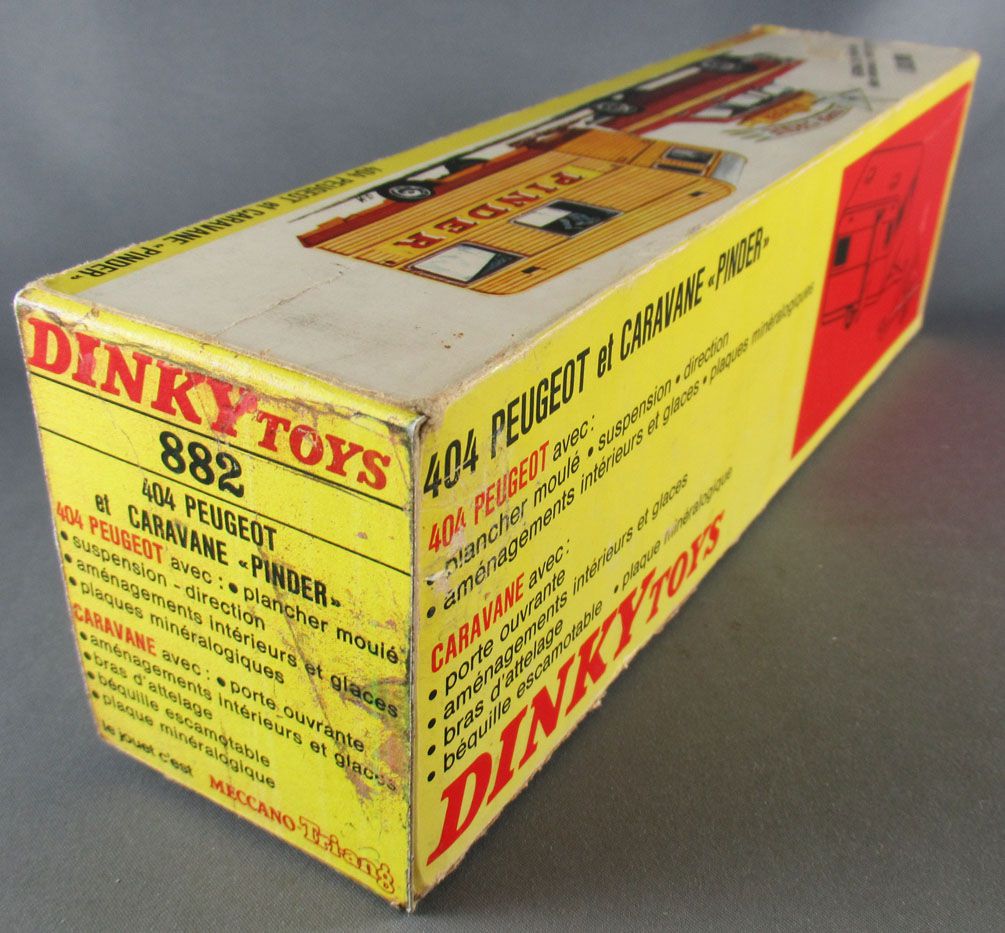 404 PEUGEOT et CARAVANE «PINDER»
PINDER
DINKY TOYS
882
404 PEUGEOT
et CARAVANE «PINDER»
404 PEUGEOT avec : • plancher moulé
• suspension - direction
• aménagements intérieurs et glaces
• plaques minéralogiques
CARAVANE avec : • porte ouvrante
• aménagements intérieurs et glaces
• bras d'attelage
• béquille escamotable
• plaque minéralogique
le jouet c'est MECCANO-Tri-ang
404 PEUGEOT et CARAVANE «PINDER»
404 PEUGEOT avec :
• plancher moulé • suspension • direction
• aménagements intérieurs et glaces • plaques minéralogiques
CARAVANE avec :
• porte ouvrante
• aménagements intérieurs et glaces
• bras d'attelage
• béquille escamotable • plaque minéralogique
DINKY TOYS